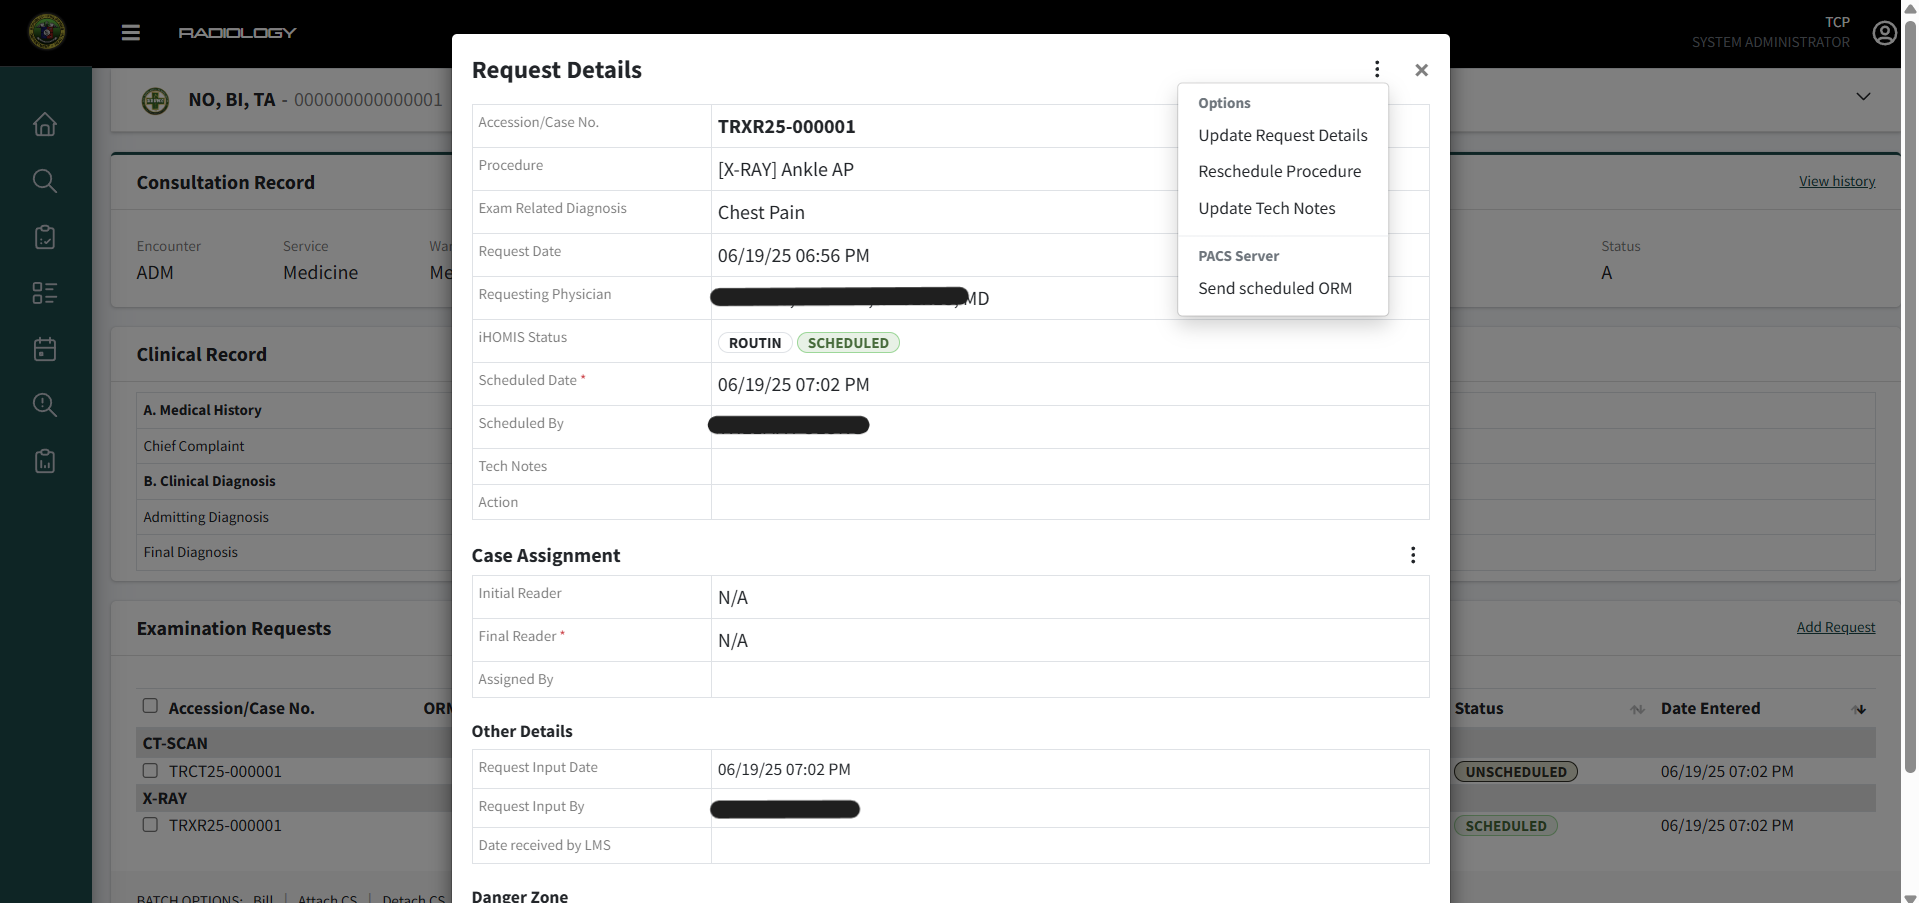 RADIOLOGY
TCP
SYSTEM ADMINISTRATOR
NO, BI, TA - 000000000000001
Consultation Record
View history
Encounter
Service
Status
ADM
Medicine
A
Clinical Record
A. Medical History
Chief Complaint
B. Clinical Diagnosis
Admitting Diagnosis
Final Diagnosis
Examination Requests
Add Request
Accession/Case No.
Status
Date Entered
CT-SCAN
TRCT25-000001
UNSCHEDULED
06/19/25 07:02 PM
X-RAY
TRXR25-000001
SCHEDULED
06/19/25 07:02 PM
BATCH OPTIONS: Bill | Attach CS | Detach CS
Request Details
Accession/Case No.
TRXR25-000001
Procedure
[X-RAY] Ankle AP
Exam Related Diagnosis
Chest Pain
Request Date
06/19/25 06:56 PM
Requesting Physician
MD
iHOMIS Status
ROUTIN SCHEDULED
Scheduled Date *
06/19/25 07:02 PM
Scheduled By
Tech Notes
Action
Options
Update Request Details
Reschedule Procedure
Update Tech Notes
PACS Server
Send scheduled ORM
Case Assignment
Initial Reader
N/A
Final Reader *
N/A
Assigned By
Other Details
Request Input Date
06/19/25 07:02 PM
Request Input By
Date received by LMS
Danger Zone